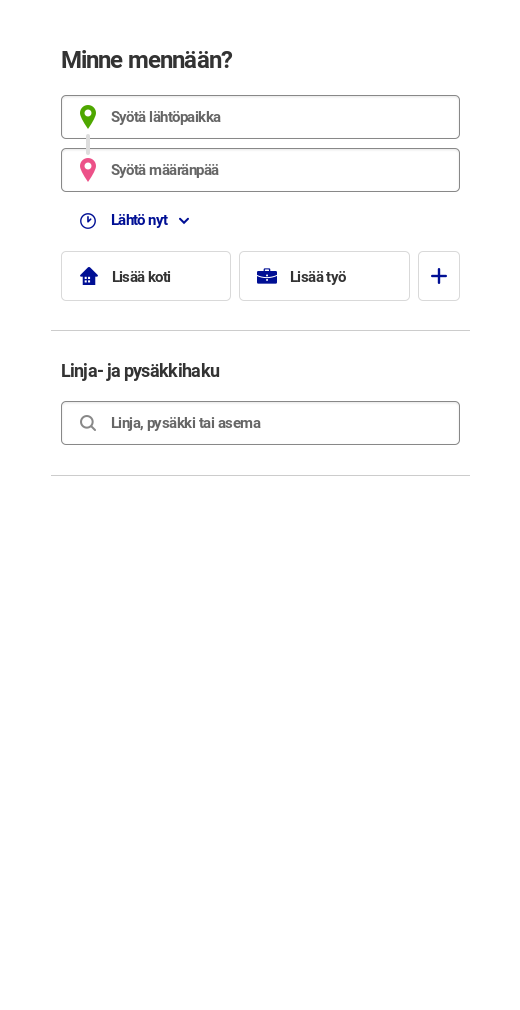 Minne mennään?
Syötä lähtöpaikka
Syötä määränpää
Lähtö nyt
Lisää koti
Lisää työ
Linja- ja pysäkkihaku
Linja, pysäkki tai asema